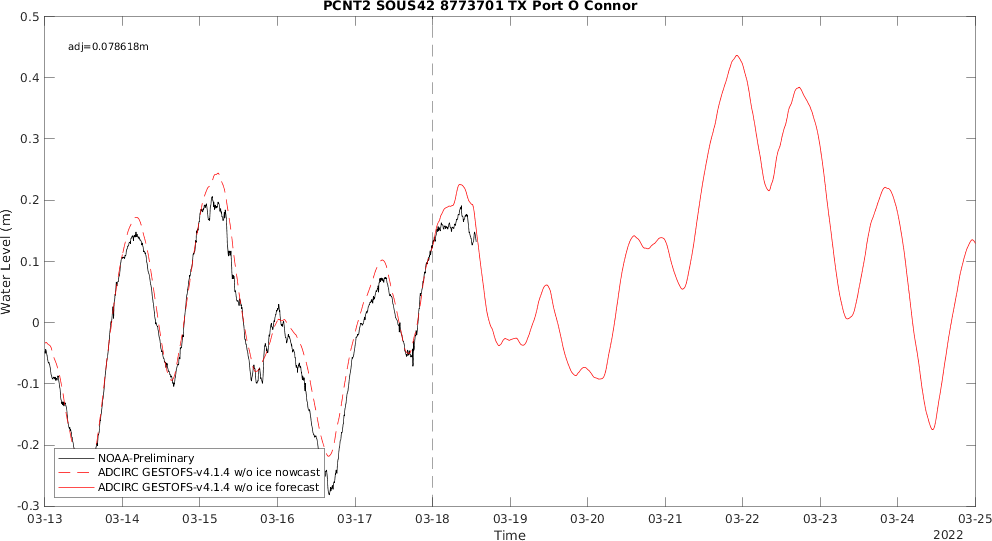 PCNT2 SOUS42 8773701 TX Port O Connor
adj=0.078618m
Water Level (m)
0.5
0.4
0.3
0.2
0.1
0
-0.1
-0.2
-0.3
NOAA-Preliminary
ADCIRC GESTOFS-v4.1.4 w/o ice nowcast
ADCIRC GESTOFS-v4.1.4 w/o ice forecast
03-13 03-14 03-15 03-16 03-17 03-18 03-19 03-20 03-21 03-22 03-23 03-24 03-25
Time
2022